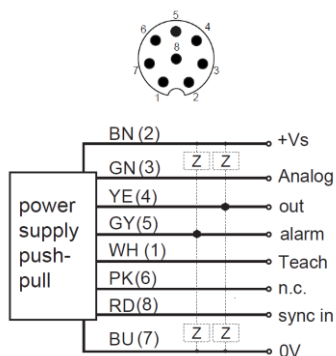 5
6 4
8
7 3
1 2
BN (2) +Vs
Z Z
GN (3) Analog
YE (4) out
GY (5) alarm
WH (1) Teach
PK (6) n.c.
RD (8) sync in
Z Z
BU (7) 0V
power
supply
push-
pull